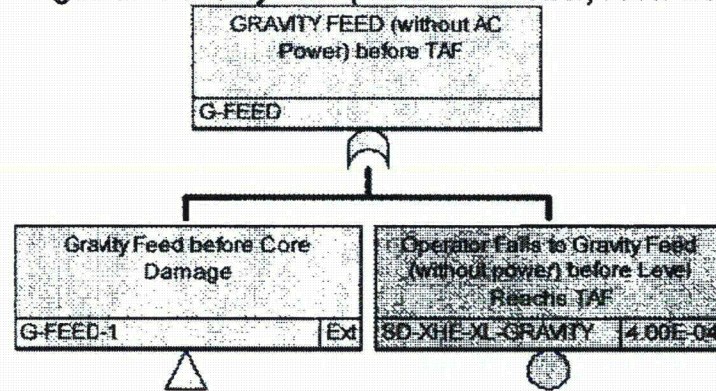 GRAVITY FEED (without AC
Power) before TAF
G-FEED
Gravity Feed before Core
Damage
G-FEED-1
Ext
Operator Fails to Gravity Feed
(without power) before Level
Reachs TAF
SD-XHE-XL-GRAVITY
4.00E-04